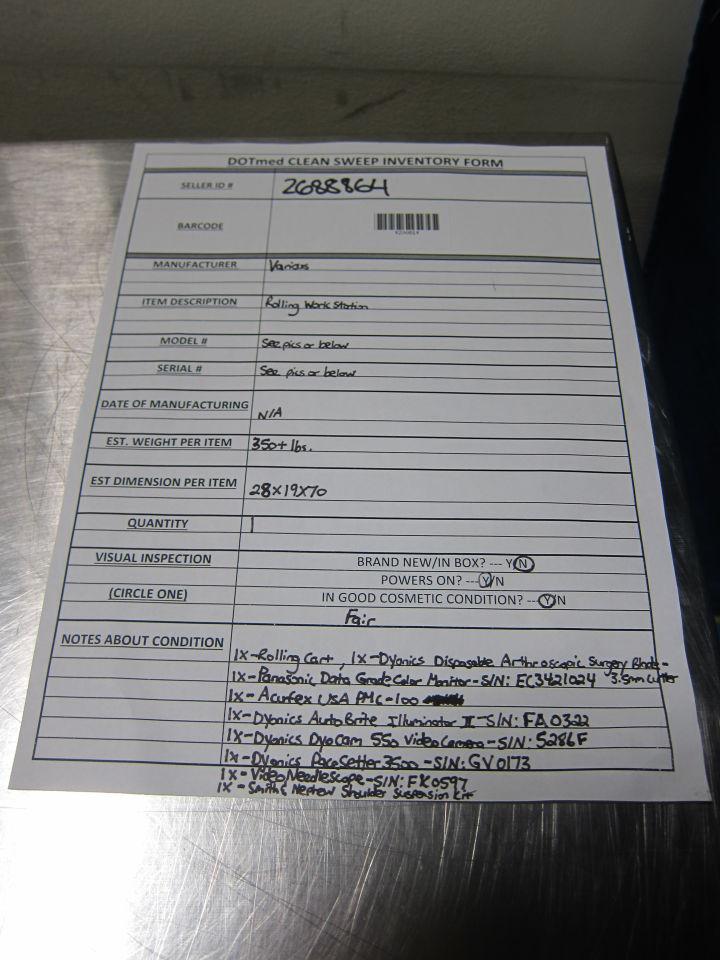 DOTmed CLEAN SWEEP INVENTORY FORM
SELLER ID # 2688864
BARCODE
MANUFACTURER Various
ITEM DESCRIPTION Rolling Work Station
MODEL # See pics or below
SERIAL # See pics or below
DATE OF MANUFACTURING N/A
EST. WEIGHT PER ITEM 350+ lbs.
EST DIMENSION PER ITEM 28x19x70
QUANTITY 1
VISUAL INSPECTION BRAND NEW/IN BOX? --- Y/N
POWERS ON? ---Y/N
(CIRCLE ONE) IN GOOD COSMETIC CONDITION? ---Y/N
Fair
NOTES ABOUT CONDITION
1x-Rolling Cart, 1x-Dyonics Disposable Arthroscopic Surgery Blade-
1x-Panasonic Data Grade Color Monitor-S/N: EC3421024 3.5mm Cutter
1x-Acufex USA PMC-100
1x-Dyonics AutoBrite Illuminator II-S/N: FA0322
1x-Dyonics DyoCam 550 Video Camera-S/N: 5286F
1x-Dyonics PaceSetter 3500-S/N: GV0173
1x-Video Needlescope-S/N: FK0597
1x-Smith & Nephew Shoulder Suspension Kit